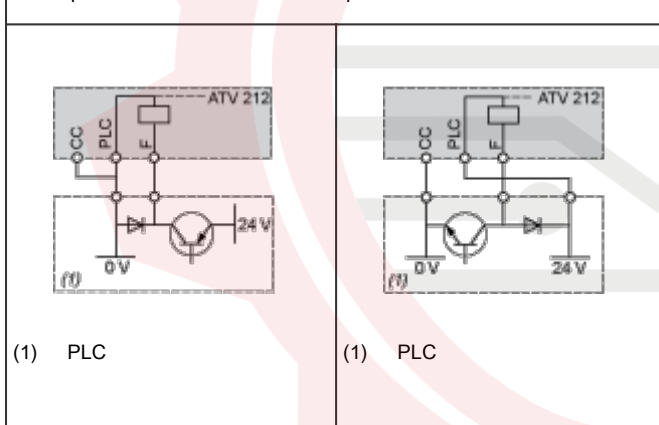 ATV 212
CC
PLC
F
24 V
0 V
(1)
(1) PLC
ATV 212
CC
PLC
F
0 V
24 V
(1)
(1) PLC